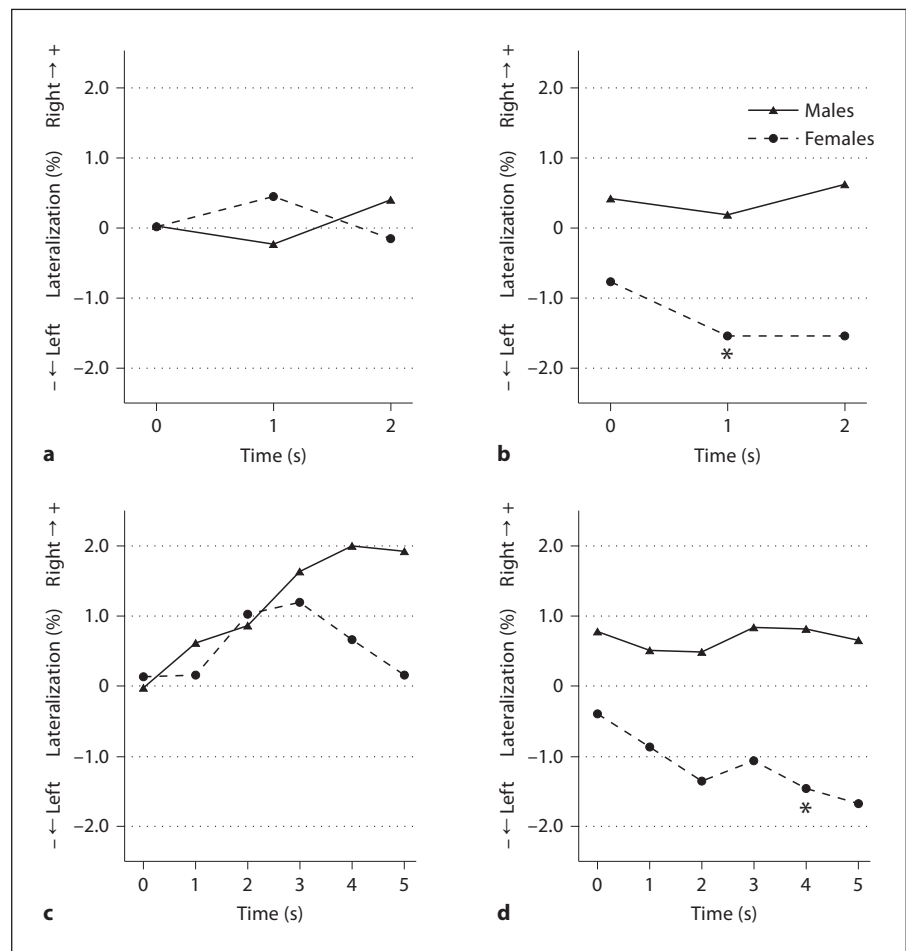 Right → +
Lateralization (%)
– ← Left
2.0
1.0
0
–1.0
–2.0
0 1 2
Time (s)
a
Right → +
Lateralization (%)
– ← Left
2.0
1.0
0
–1.0
–2.0
Males
Females
*
0 1 2
Time (s)
b
Right → +
Lateralization (%)
– ← Left
2.0
1.0
0
–1.0
–2.0
0 1 2 3 4 5
Time (s)
c
Right → +
Lateralization (%)
– ← Left
2.0
1.0
0
–1.0
–2.0
*
0 1 2 3 4 5
Time (s)
d